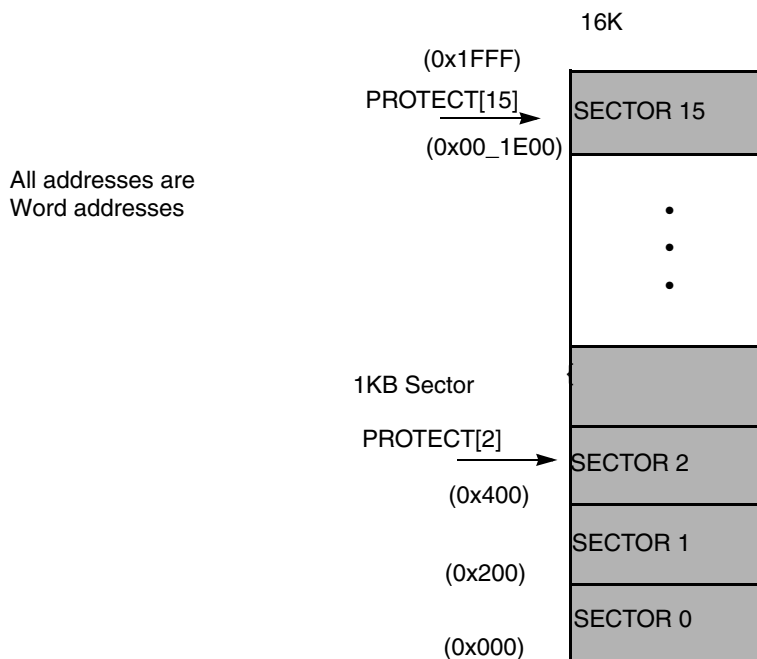 16K
(0x1FFF)
PROTECT[15]
SECTOR 15
(0x00_1E00)
All addresses are
Word addresses
1KB Sector
PROTECT[2]
SECTOR 2
(0x400)
SECTOR 1
(0x200)
SECTOR 0
(0x000)